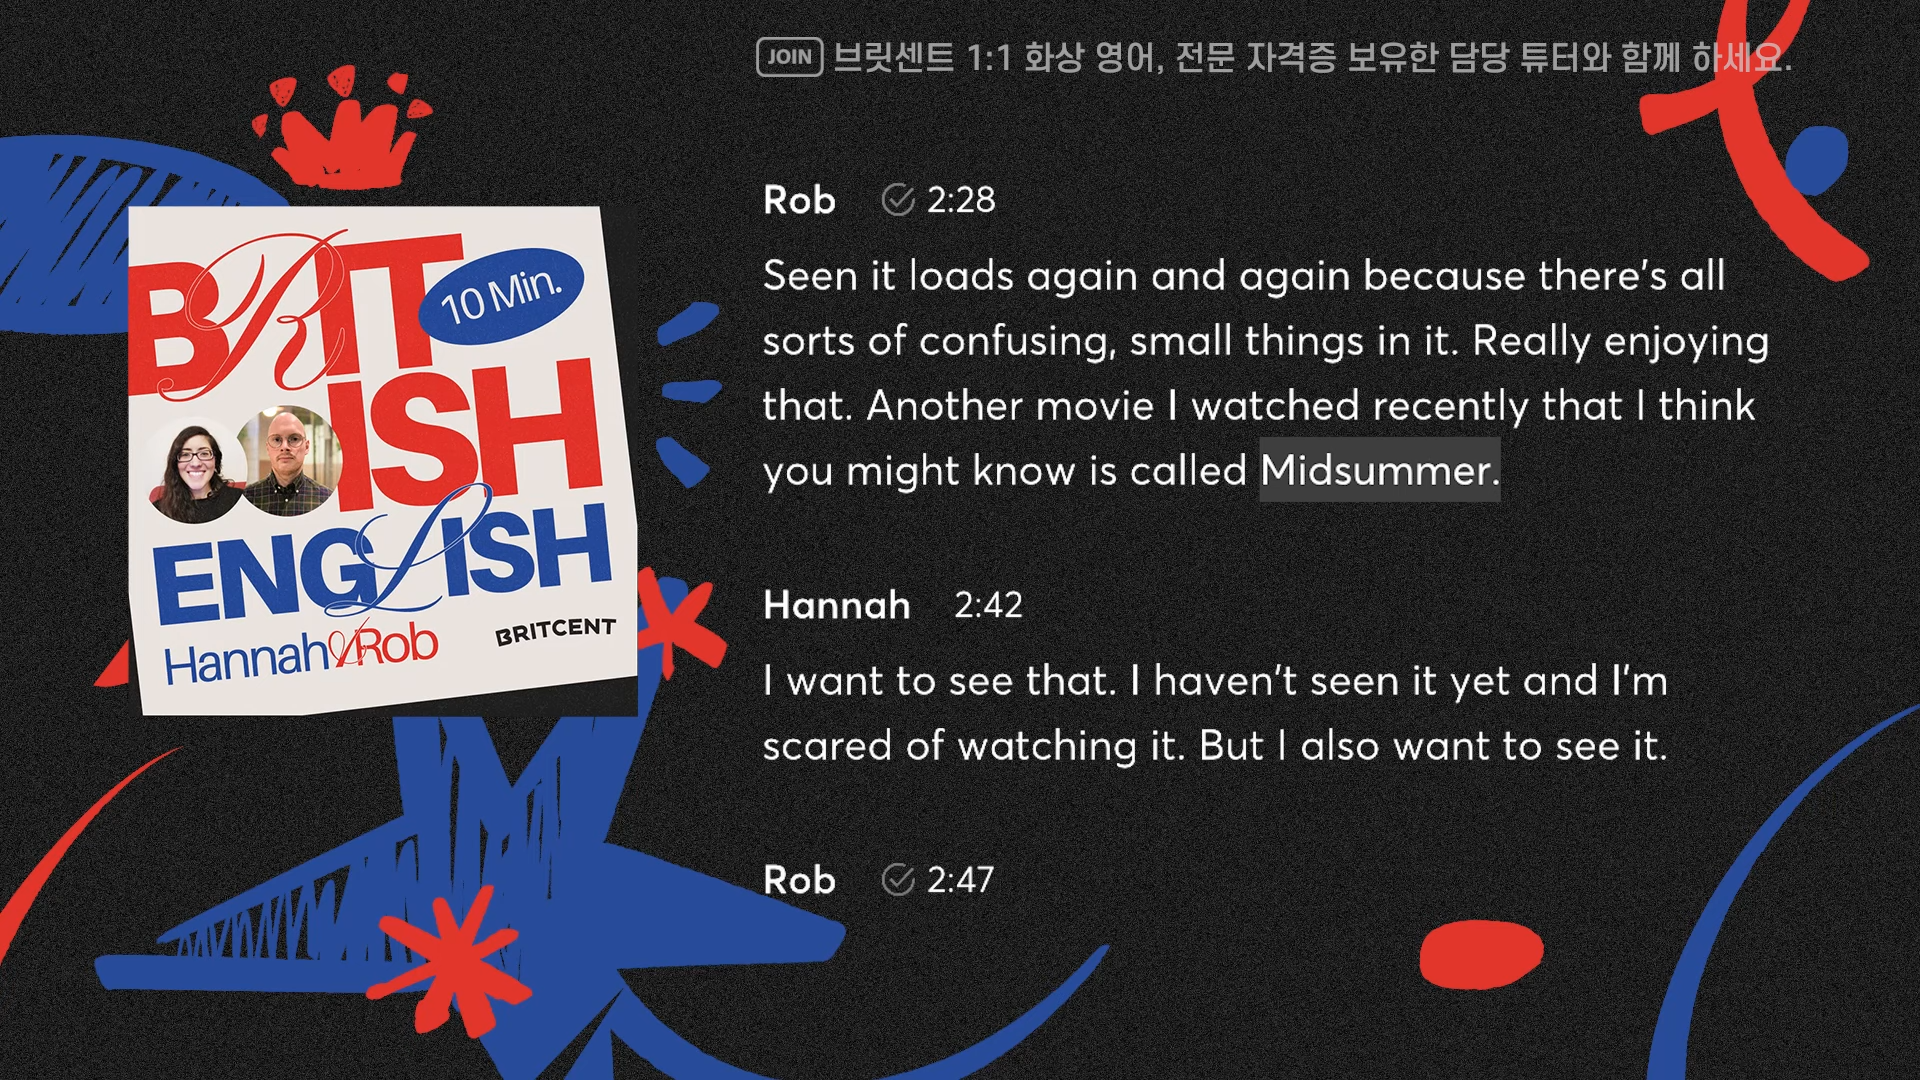 JOIN 브릿센트 1:1 화상 영어, 전문 자격증 보유한 담당 튜터와 함께 하세요.
BRIT
10 Min.
ISH
ENGLISH
Hannah & Rob
BRITCENT
Rob 2:28
Seen it loads again and again because there's all
sorts of confusing, small things in it. Really enjoying
that. Another movie I watched recently that I think
you might know is called Midsummer.
Hannah 2:42
I want to see that. I haven't seen it yet and I'm
scared of watching it. But I also want to see it.
Rob 2:47